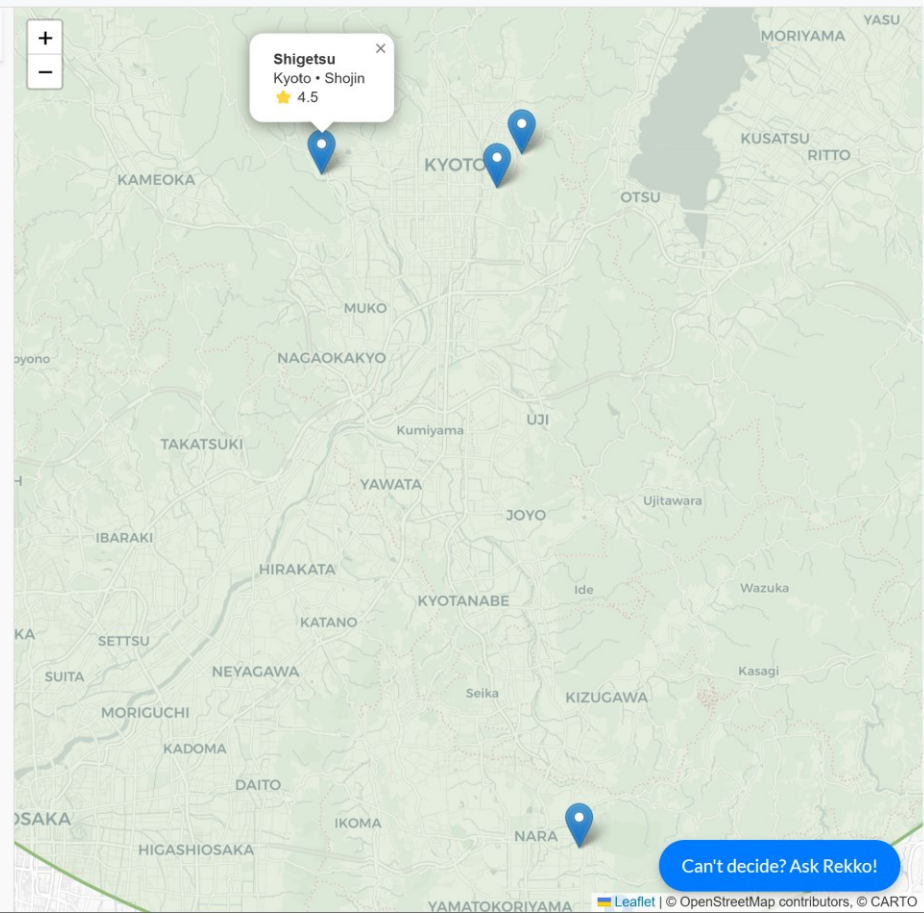 +
−
YASU
MORIYAMA
×
Shigetsu
Kyoto • Shojin
4.5
KUSATSU
RITTO
KYOTO
KAMEOKA
OTSU
MUKO
NAGAOKAKYO
oyono
UJI
Kumiyama
TAKATSUKI
H
YAWATA
Ujitawara
JOYO
IBARAKI
HIRAKATA
Ide
Wazuka
KYOTANABE
KATANO
KA
SETTSU
NEYAGAWA
Kasagi
SUITA
Seika
KIZUGAWA
MORIGUCHI
KADOMA
DAITO
OSAKA
IKOMA
NARA
HIGASHIOSAKA
Can't decide? Ask Rekko!
Leaflet | © OpenStreetMap contributors, © CARTO
YAMATOKORIYAMA